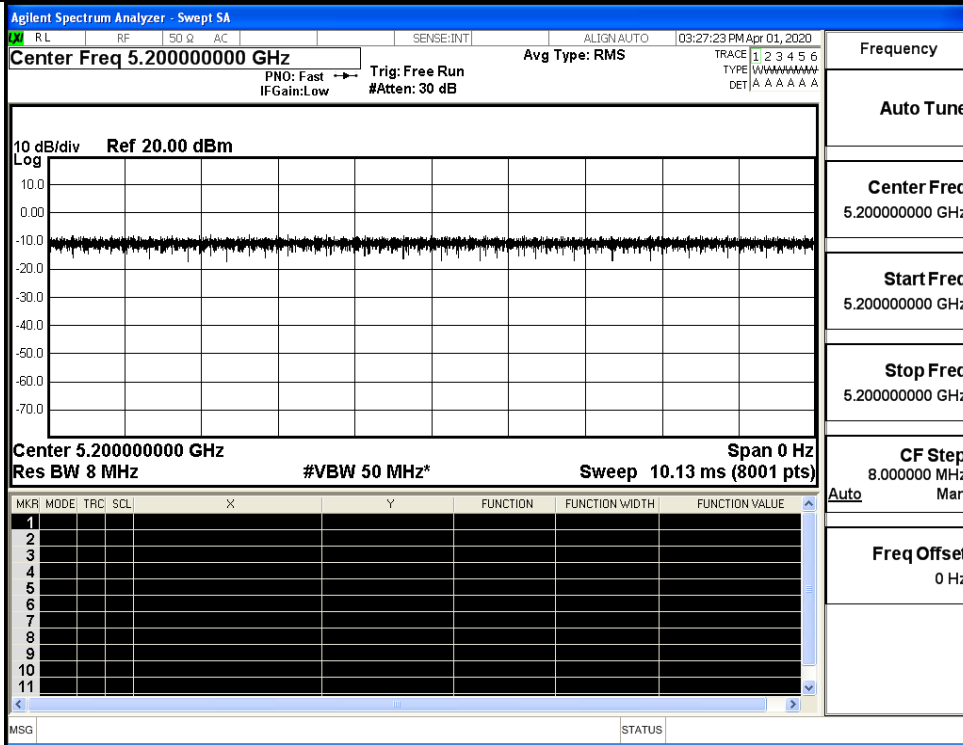 Agilent Spectrum Analyzer - Swept SA
LXI RL RF 50 Ω AC SENSE:INT ALIGN AUTO 03:27:23 PM Apr 01, 2020
Center Freq 5.200000000 GHz Avg Type: RMS TRACE 1 2 3 4 5 6
PNO: Fast Trig: Free Run TYPE WWWWWW
IFGain:Low #Atten: 30 dB DET A A A A A A
10 dB/div Ref 20.00 dBm
Log
10.0
0.00
-10.0
-20.0
-30.0
-40.0
-50.0
-60.0
-70.0
Center 5.200000000 GHz Span 0 Hz
Res BW 8 MHz #VBW 50 MHz* Sweep 10.13 ms (8001 pts)
MKR MODE TRC SCL X Y FUNCTION FUNCTION WIDTH FUNCTION VALUE
1
2
3
4
5
6
7
8
9
10
11
MSG STATUS
Frequency
Auto Tune
Center Freq
5.200000000 GHz
Start Freq
5.200000000 GHz
Stop Freq
5.200000000 GHz
CF Step
8.000000 MHz
Auto Man
Freq Offset
0 Hz